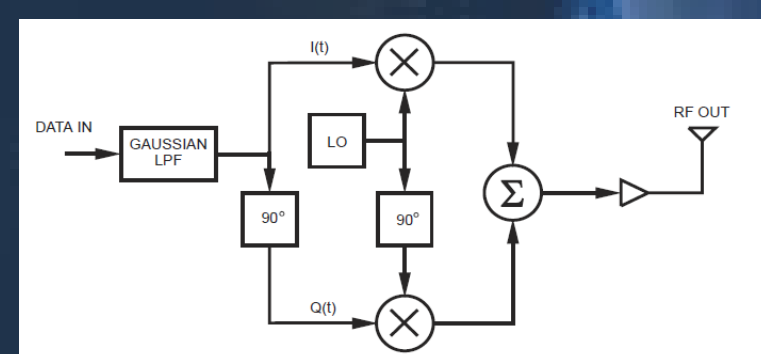 I(t)
DATA IN
GAUSSIAN
LPF
LO
RF OUT
90°
90°
Σ
Q(t)